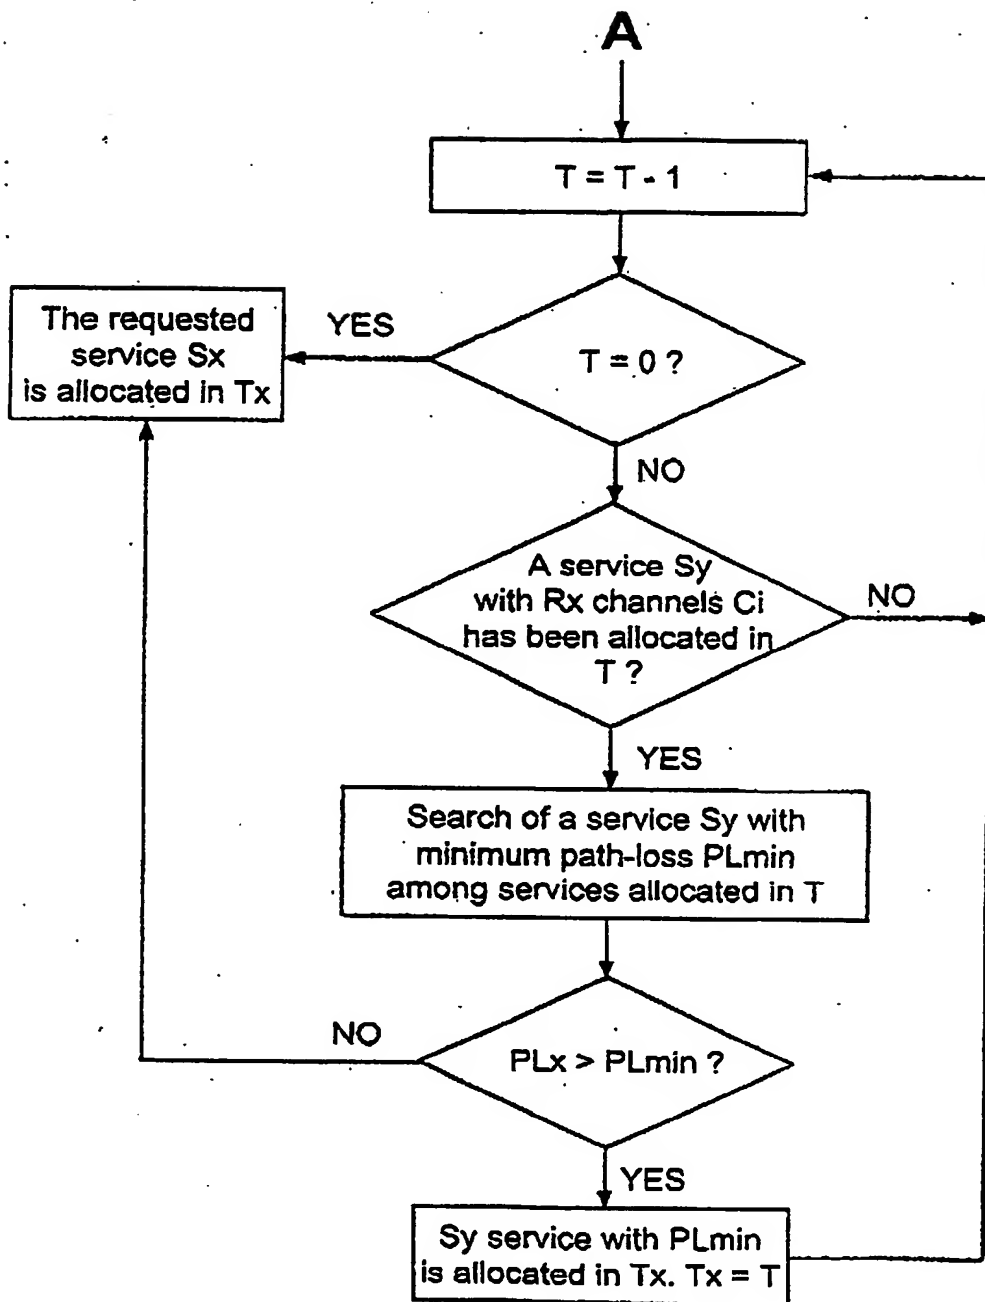 A
T = T - 1
T = 0 ?
YES
The requested
service Sx
is allocated in Tx
NO
A service Sy
with Rx channels Ci
has been allocated in
T ?
NO
YES
Search of a service Sy with
minimum path-loss PLmin
among services allocated in T
PLx > PLmin ?
NO
YES
Sy service with PLmin
is allocated in Tx. Tx = T